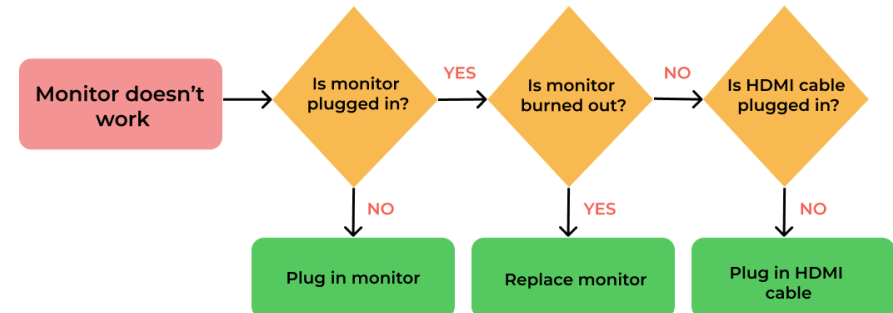 Monitor doesn't
work
Is monitor
plugged in?
YES
Is monitor
burned out?
NO
Is HDMI cable
plugged in?
NO
YES
NO
Plug in monitor
Replace monitor
Plug in HDMI
cable